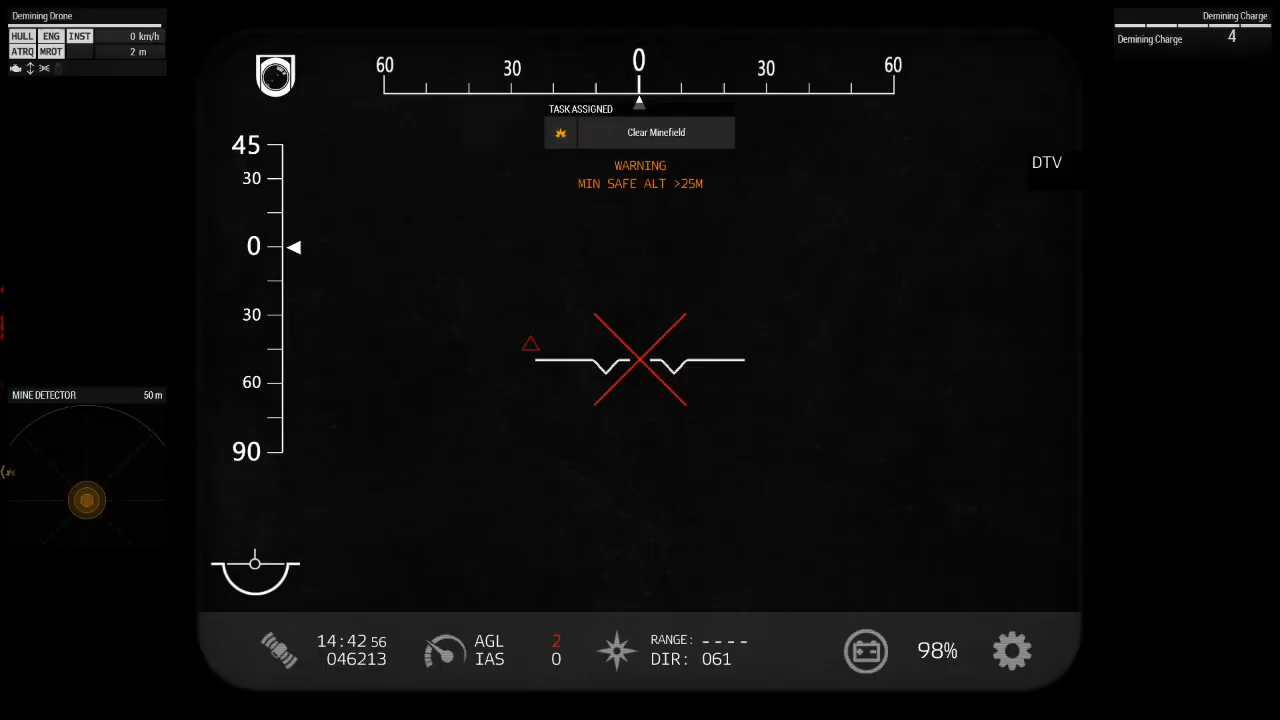 Demining Drone
HULL ENG INST 0 km/h
ATRQ MROT 2 m
Demining Charge
Demining Charge 4
60 30 0 30 60
TASK ASSIGNED
Clear Minefield
WARNING
MIN SAFE ALT >25M
DTV
45
30
0
30
60
90
MINE DETECTOR 50 m
14:42 56
046213
AGL 2
IAS 0
RANGE: ----
DIR: 061
98%